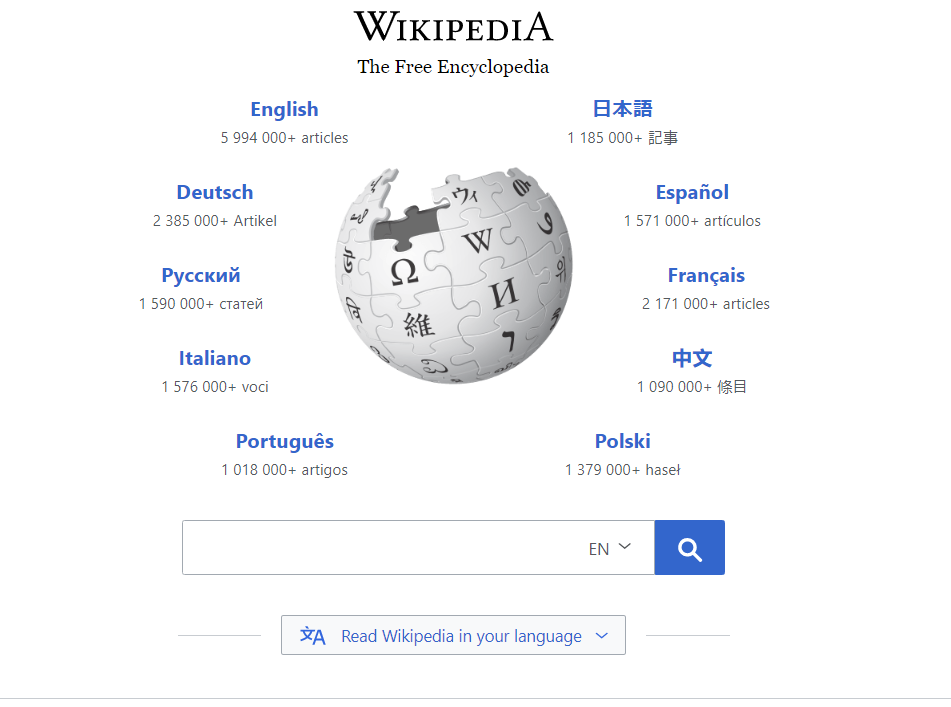 WIKIPEDIA
The Free Encyclopedia
English
5 994 000+ articles
日本語
1 185 000+ 記事
Deutsch
2 385 000+ Artikel
Español
1 571 000+ artículos
Русский
1 590 000+ статей
Français
2 171 000+ articles
Italiano
1 576 000+ voci
中文
1 090 000+ 條目
Português
1 018 000+ artigos
Polski
1 379 000+ haseł
ウィ
W
Ω
И
維
7
EN
文A Read Wikipedia in your language